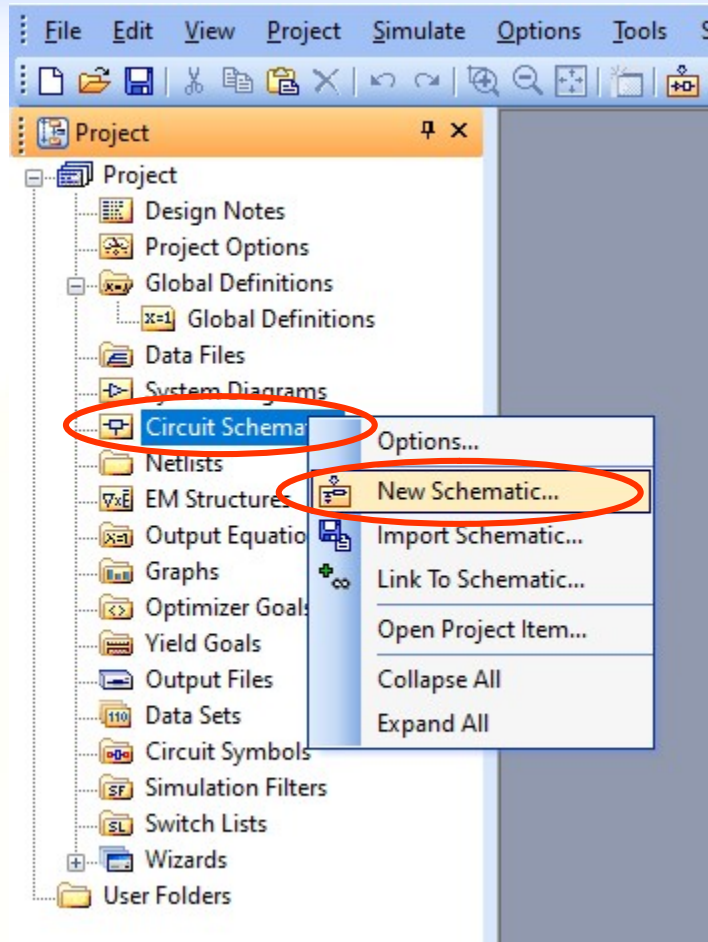 File Edit View Project Simulate Options Tools S
Project
Project
Design Notes
Project Options
Global Definitions
X=1 Global Definitions
Data Files
System Diagrams
Circuit Schemat
Options...
Netlists
New Schematic...
EM Structures
Import Schematic...
Output Equatio
Graphs
Link To Schematic...
Optimizer Goals
Open Project Item...
Yield Goals
Output Files
Collapse All
Data Sets
Expand All
Circuit Symbols
SF Simulation Filters
SL Switch Lists
Wizards
User Folders